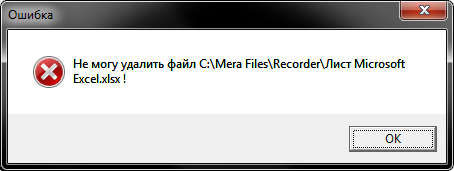 Ошибка
Не могу удалить файл C:\Mera Files\Recorder\Лист Microsoft
Excel.xlsx !
OK